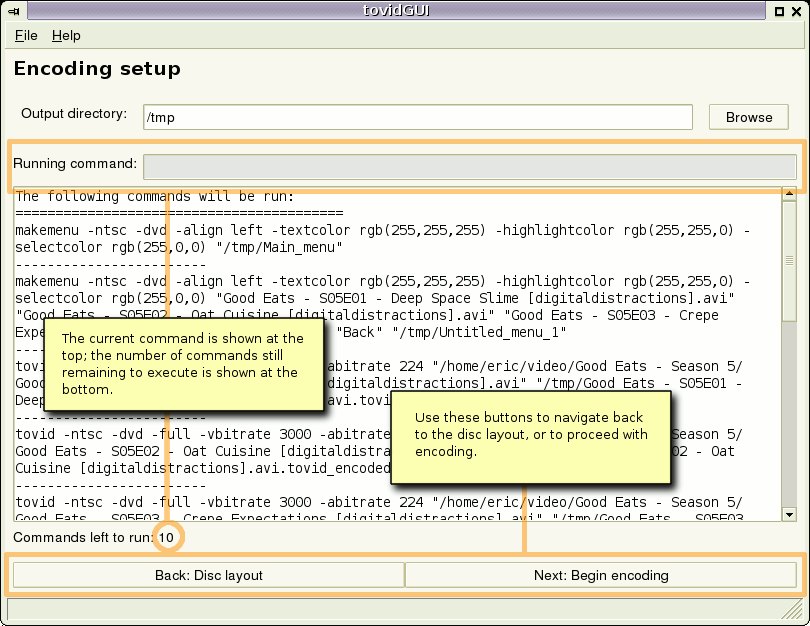 tovidGUI
File Help
Encoding setup
Output directory: /tmp Browse
Running command:
The following commands will be run:
========================================
makemenu -ntsc -dvd -align left -textcolor rgb(255,255,255) -highlightcolor rgb(255,255,0) -
selectcolor rgb(255,0,0) "/tmp/Main_menu"
-----------------------
makemenu -ntsc -dvd -align left -textcolor rgb(255,255,255) -highlightcolor rgb(255,255,0) -
selectcolor rgb(255,0,0) "Good Eats - S05E01 - Deep Space Slime [digitaldistractions].avi"
"Good Eats - S05E02 - Oat Cuisine [digitaldistractions].avi" "Good Eats - S05E03 - Crepe
Expe "Back" "/tmp/Untitled_menu_1"
The current command is shown at the
top; the number of commands still
remaining to execute is shown at the
bottom.
----
tovi abitrate 224 "/home/eric/video/Good Eats - Season 5/
Good digitaldistractions].avi" "/tmp/Good Eats - S05E01 -
Deep avi.tovi
Use these buttons to navigate back
to the disc layout, or to proceed with
encoding.
-----------------------
tovid -ntsc -dvd -full -vbitrate 3000 -abitrate Season 5/
Good Eats - S05E02 - Oat Cuisine [digitaldistra 02 - Oat
Cuisine [digitaldistractions].avi.tovid_encoded
-----------------------
tovid -ntsc -dvd -full -vbitrate 3000 -abitrate 224 "/home/eric/video/Good Eats - Season 5/
Good Eats - S05E03 - Crepe Expectations [digitaldistractions].avi" "/tmp/Good Eats - S05E03
Commands left to run: 10
Back: Disc layout Next: Begin encoding